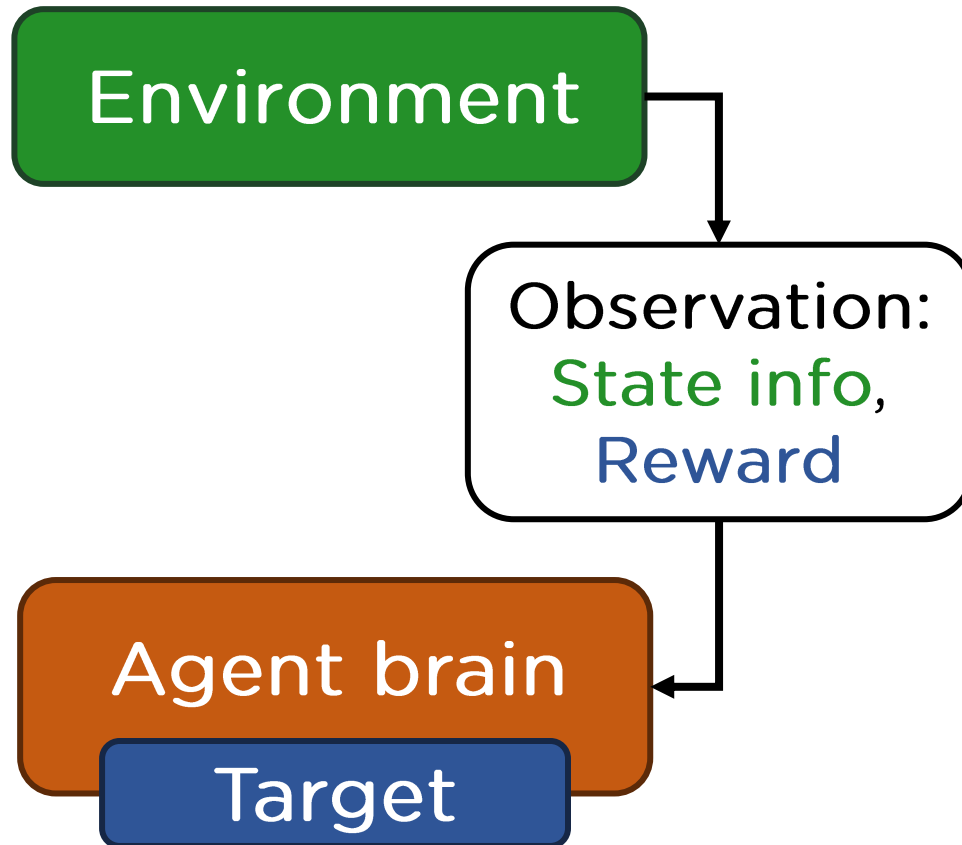 Environment
Observation:
State info,
Reward
Agent brain
Target